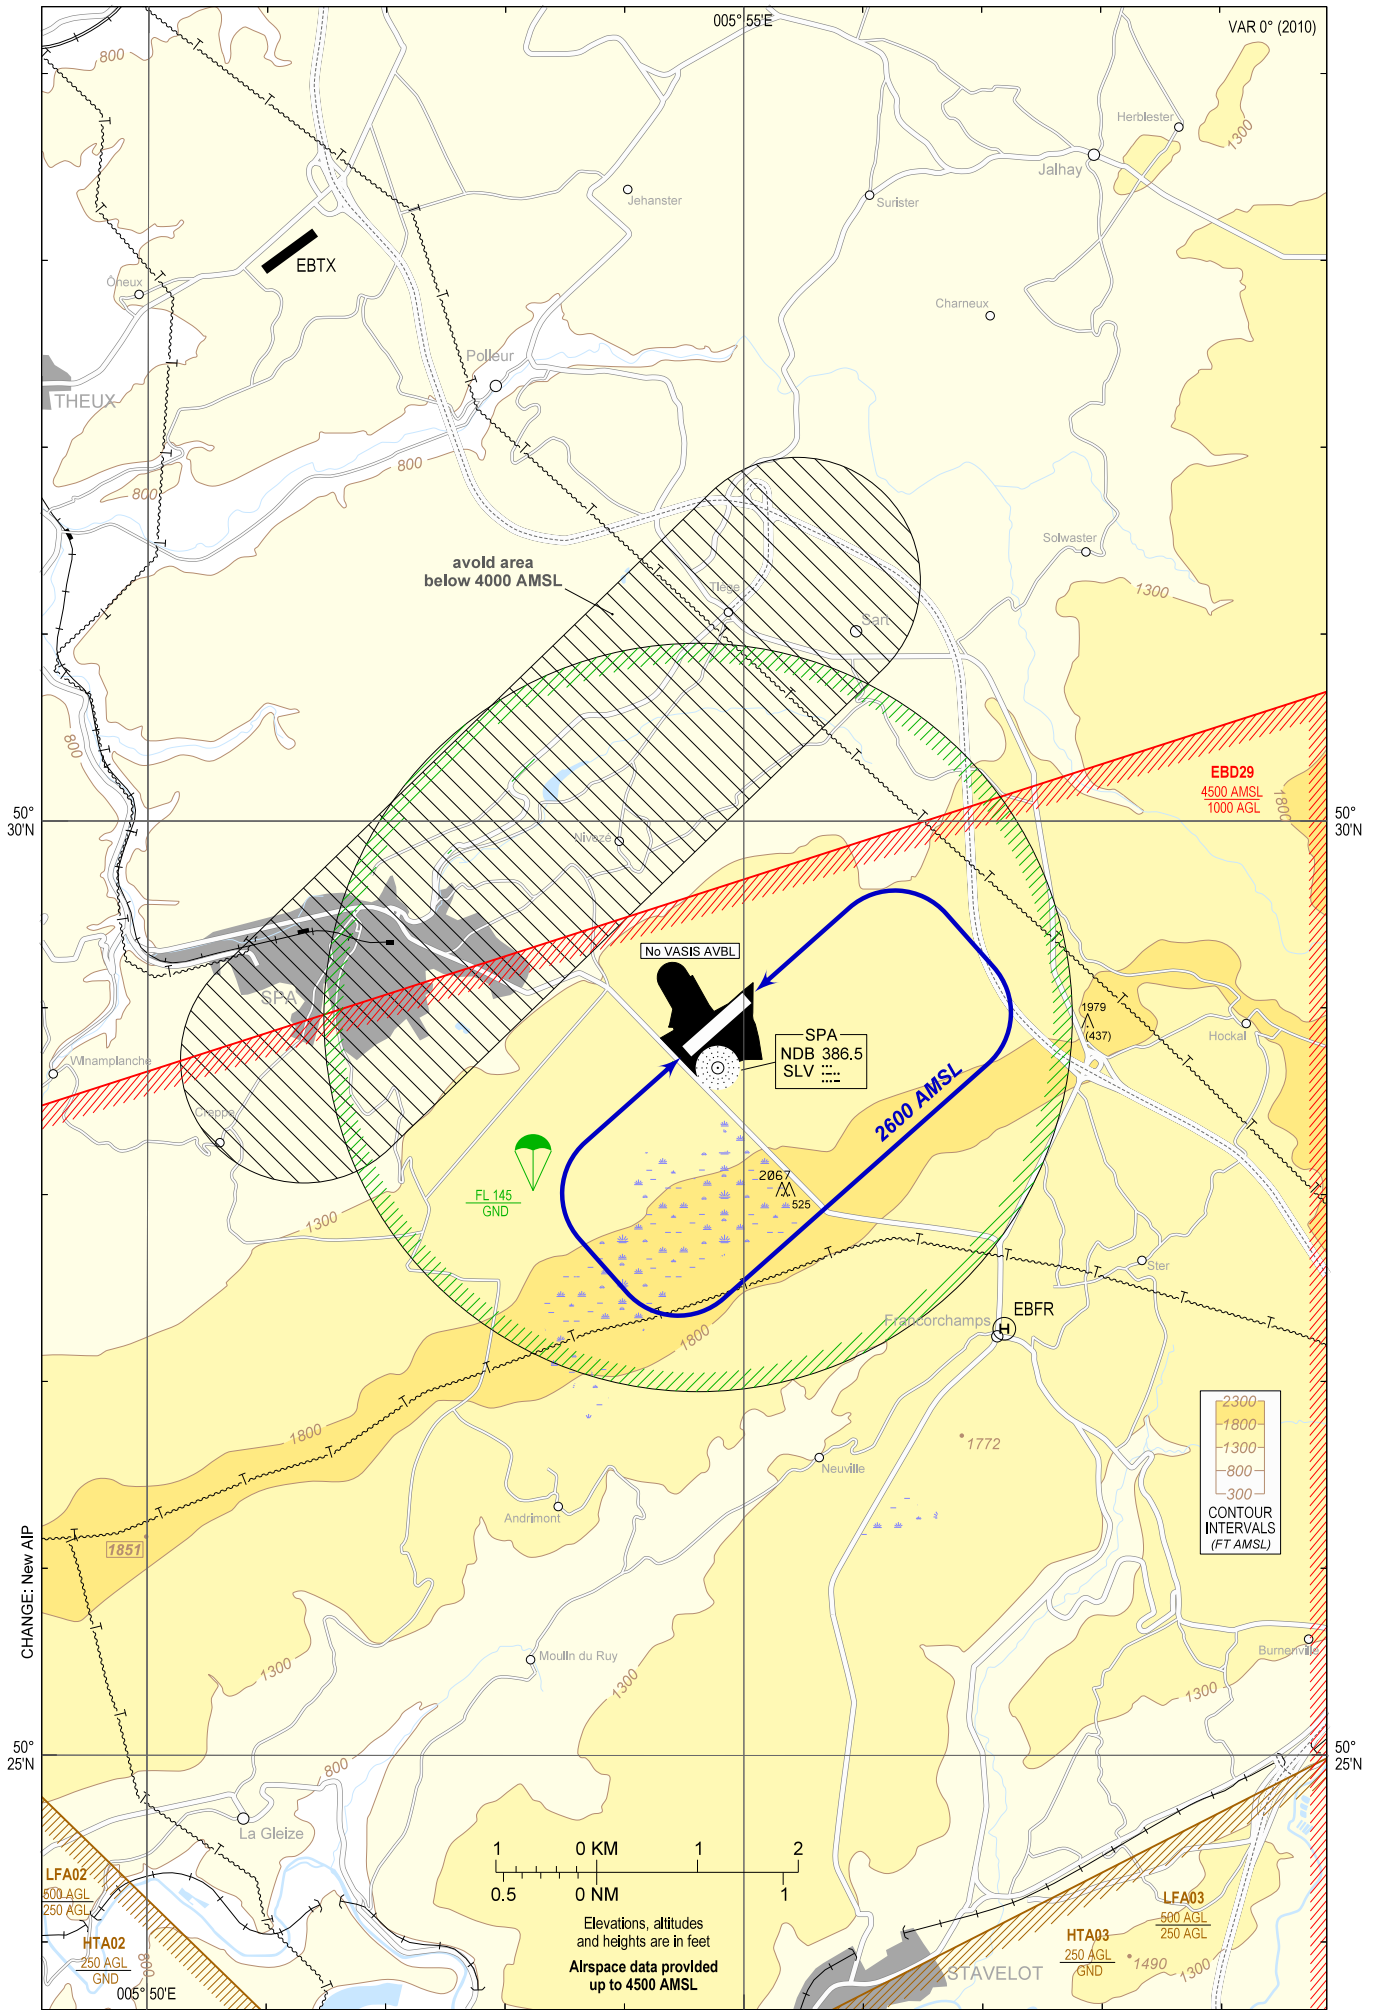 005° 55'E
VAR 0° (2010)
800
Herblester
1300
Jalhay
Jehanster
Surister
EBTX
Oneux
Charneux
Polleur
THEUX
800
800
Solwaster
avoid area
below 4000 AMSL
1300
Tiège
Sart
800
EBD29
4500 AMSL
1000 AGL
1800
50°
30'N
50°
30'N
Nivezé
No VASIS AVBL
SPA
1979
(437)
Hockai
SPA
NDB 386.5
SLV
Winamplanche
2600 AMSL
Creppe
2067
525
FL 145
GND
1300
Ster
EBFR
Francorchamps
H
1800
1800
2300
1800
1300
800
300
CONTOUR
INTERVALS
(FT AMSL)
1772
Neuville
Andrimont
1851
CHANGE: New AIP
Moulin du Ruy
Burnenville
1300
1300
1300
50°
25'N
50°
25'N
800
La Gleize
1 0 KM 1 2
0.5 0 NM 1
LFA02
500 AGL
250 AGL
LFA03
500 AGL
250 AGL
Elevations, altitudes
and heights are in feet
HTA02
250 AGL
GND
HTA03
250 AGL
GND
1490
1300
800
Airspace data provided
up to 4500 AMSL
STAVELOT
005° 50'E